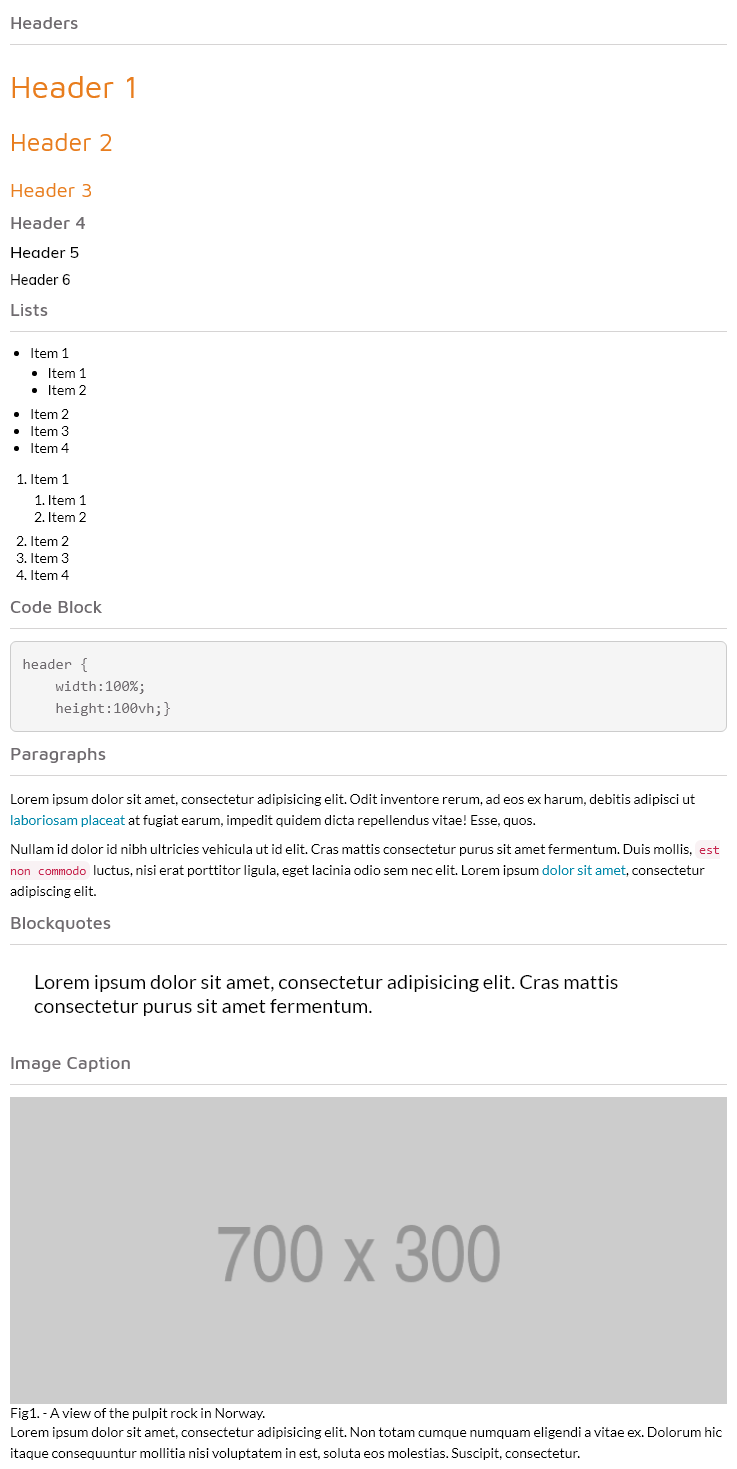 Headers
Header 1
Header 2
Header 3
Header 4
Header 5
Header 6
Lists
• Item 1
• Item 1
• Item 2
• Item 2
• Item 3
• Item 4
1. Item 1
1. Item 1
2. Item 2
2. Item 2
3. Item 3
4. Item 4
Code Block
header {
    width:100%;
    height:100vh;}
Paragraphs
Lorem ipsum dolor sit amet, consectetur adipisicing elit. Odit inventore rerum, ad eos ex harum, debitis adipisci ut
laboriosam placeat at fugiat earum, impedit quidem dicta repellendus vitae! Esse, quos.
Nullam id dolor id nibh ultricies vehicula ut id elit. Cras mattis consectetur purus sit amet fermentum. Duis mollis, est
non commodo luctus, nisi erat porttitor ligula, eget lacinia odio sem nec elit. Lorem ipsum dolor sit amet, consectetur
adipiscing elit.
Blockquotes
Lorem ipsum dolor sit amet, consectetur adipisicing elit. Cras mattis
consectetur purus sit amet fermentum.
Image Caption
700 x 300
Fig1. - A view of the pulpit rock in Norway.
Lorem ipsum dolor sit amet, consectetur adipisicing elit. Non totam cumque numquam eligendi a vitae ex. Dolorum hic
itaque consequuntur mollitia nisi voluptatem in est, soluta eos molestias. Suscipit, consectetur.